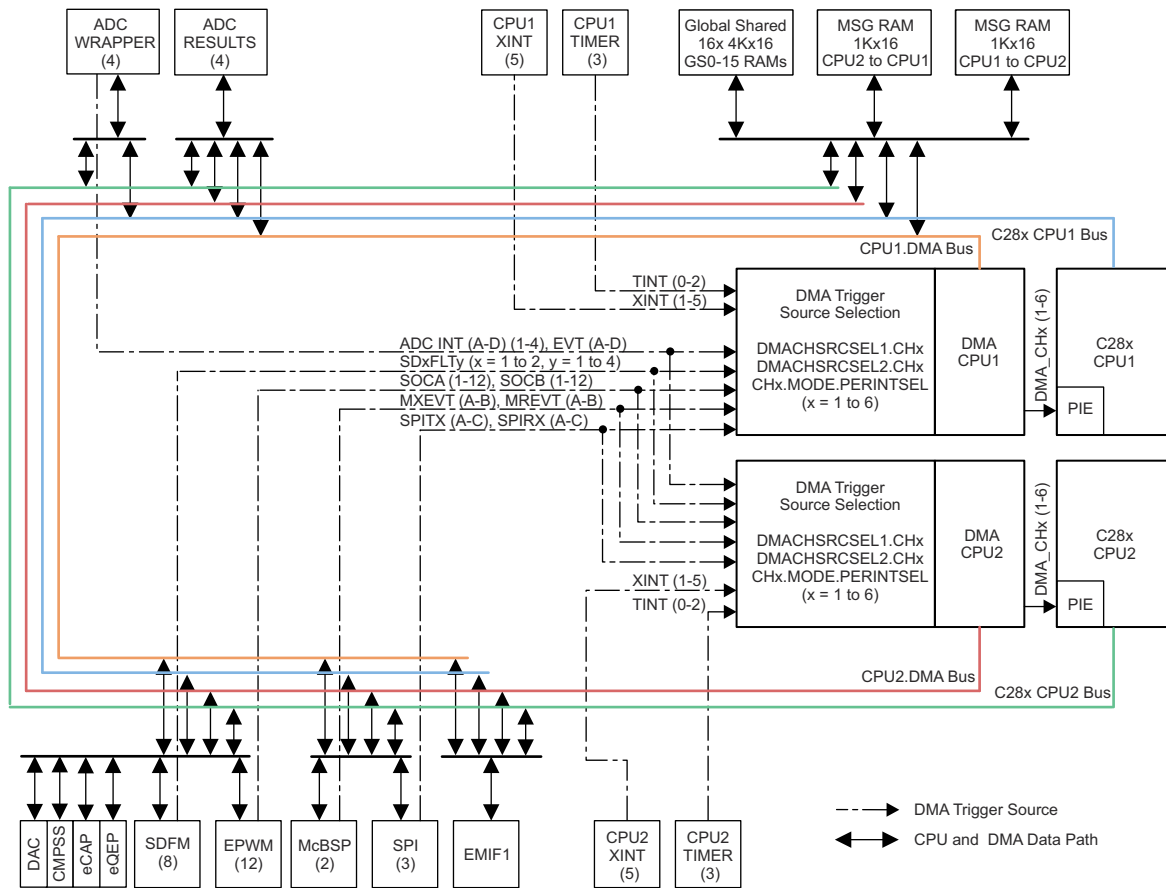 ADC
WRAPPER
(4)
ADC
RESULTS
(4)
CPU1
XINT
(5)
CPU1
TIMER
(3)
Global Shared
16x 4Kx16
GS0-15 RAMs
MSG RAM
1Kx16
CPU2 to CPU1
MSG RAM
1Kx16
CPU1 to CPU2
C28x CPU1 Bus
CPU1.DMA Bus
TINT (0-2)
XINT (1-5)
ADC INT (A-D) (1-4), EVT (A-D)
SDxFLTy (x = 1 to 2, y = 1 to 4)
SOCA (1-12), SOCB (1-12)
MXEVT (A-B), MREVT (A-B)
SPITX (A-C), SPIRX (A-C)
DMA Trigger
Source Selection
DMACHSRCSEL1.CHx
DMACHSRCSEL2.CHx
CHx.MODE.PERINTSEL
(x = 1 to 6)
DMA
CPU1
DMA_CHx (1-6)
C28x
CPU1
PIE
DMA Trigger
Source Selection
DMACHSRCSEL1.CHx
DMACHSRCSEL2.CHx
CHx.MODE.PERINTSEL
(x = 1 to 6)
DMA
CPU2
DMA_CHx (1-6)
C28x
CPU2
PIE
XINT (1-5)
TINT (0-2)
CPU2.DMA Bus
C28x CPU2 Bus
DAC
CMPSS
eCAP
eQEP
SDFM
(8)
EPWM
(12)
McBSP
(2)
SPI
(3)
EMIF1
CPU2
XINT
(5)
CPU2
TIMER
(3)
DMA Trigger Source
CPU and DMA Data Path